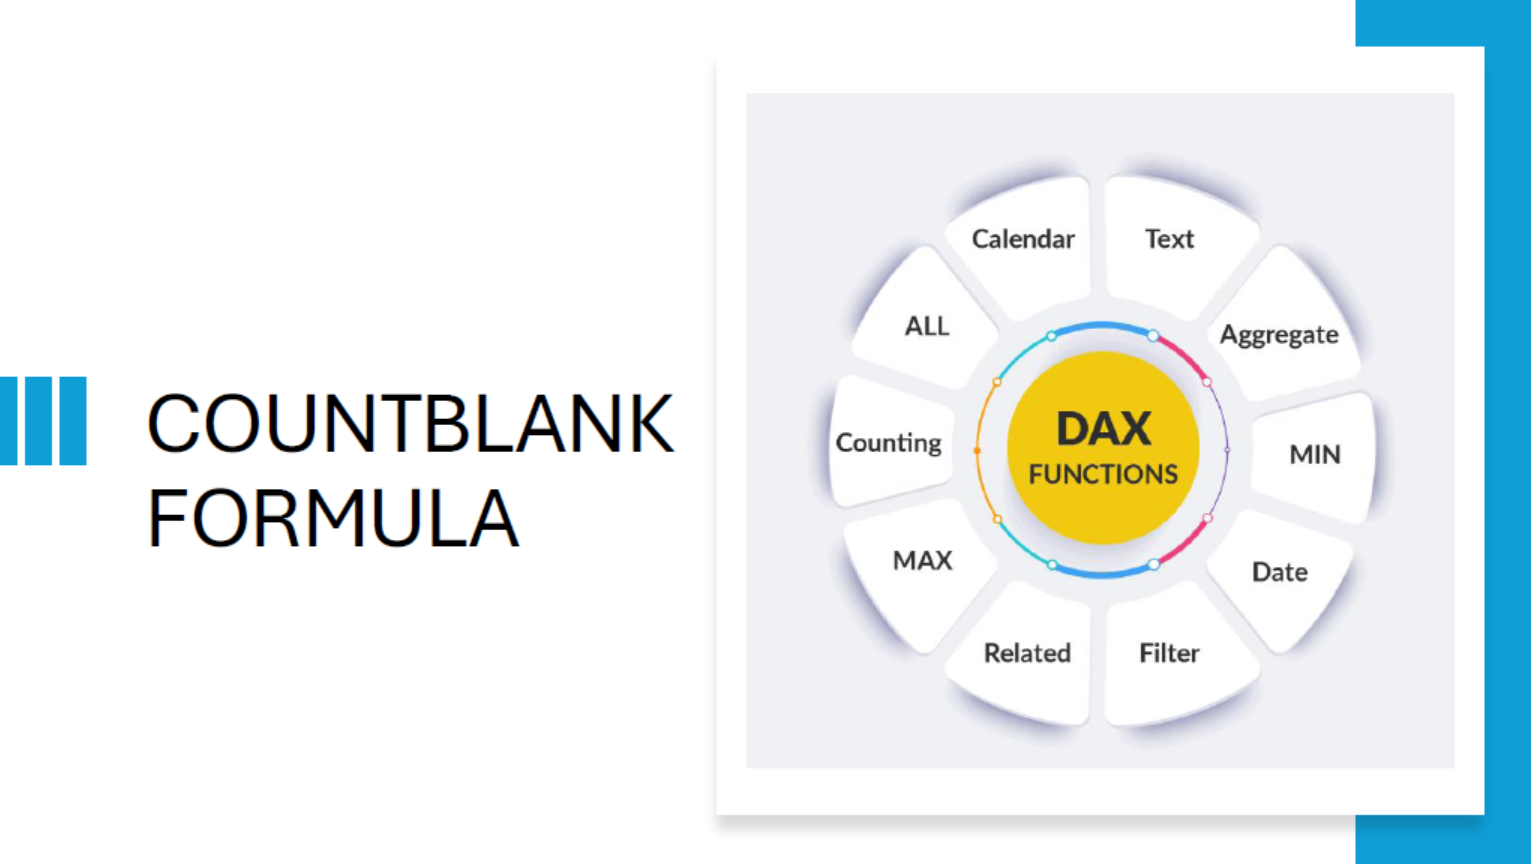 COUNTBLANK
FORMULA
Calendar
Text
ALL
Aggregate
Counting
DAX
FUNCTIONS
MIN
MAX
Date
Related
Filter